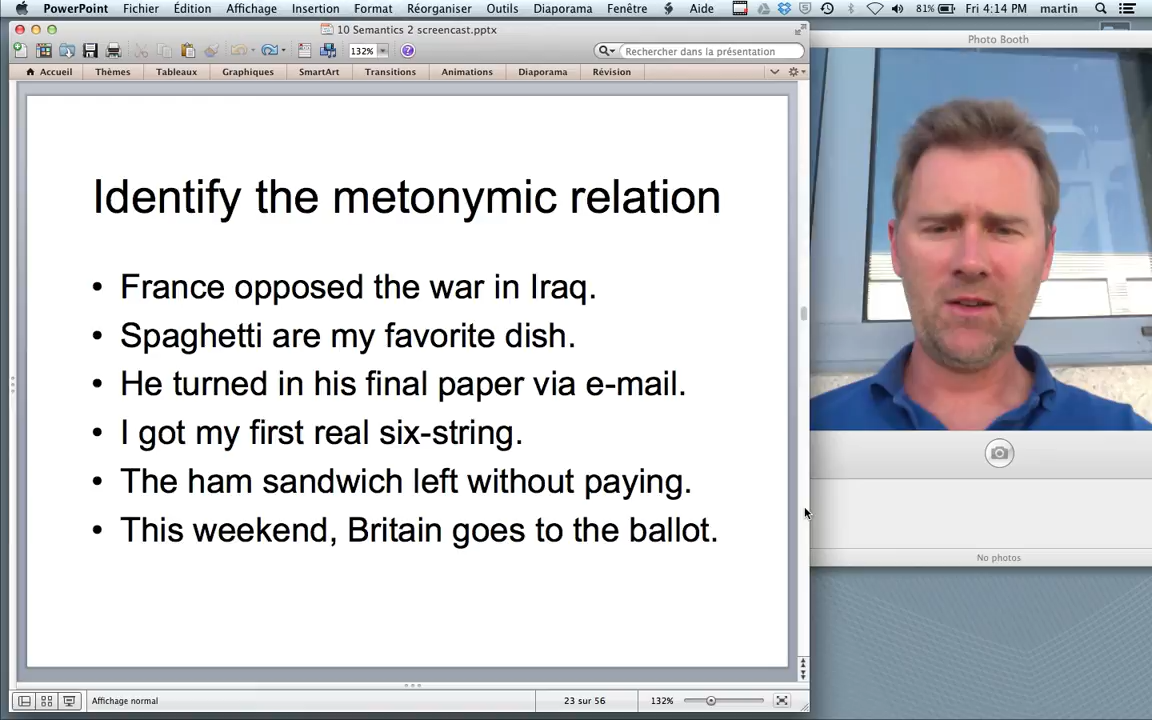 PowerPoint Fichier Édition Affichage Insertion Format Réorganiser Outils Diaporama Fenêtre Aide 81% Fri 4:14 PM martin
10 Semantics 2 screencast.pptx
Photo Booth
132% Rechercher dans la présentation
Accueil Thèmes Tableaux Graphiques SmartArt Transitions Animations Diaporama Révision
Identify the metonymic relation
• France opposed the war in Iraq.
• Spaghetti are my favorite dish.
• He turned in his final paper via e-mail.
• I got my first real six-string.
• The ham sandwich left without paying.
• This weekend, Britain goes to the ballot.
No photos
Affichage normal 23 sur 56 132%